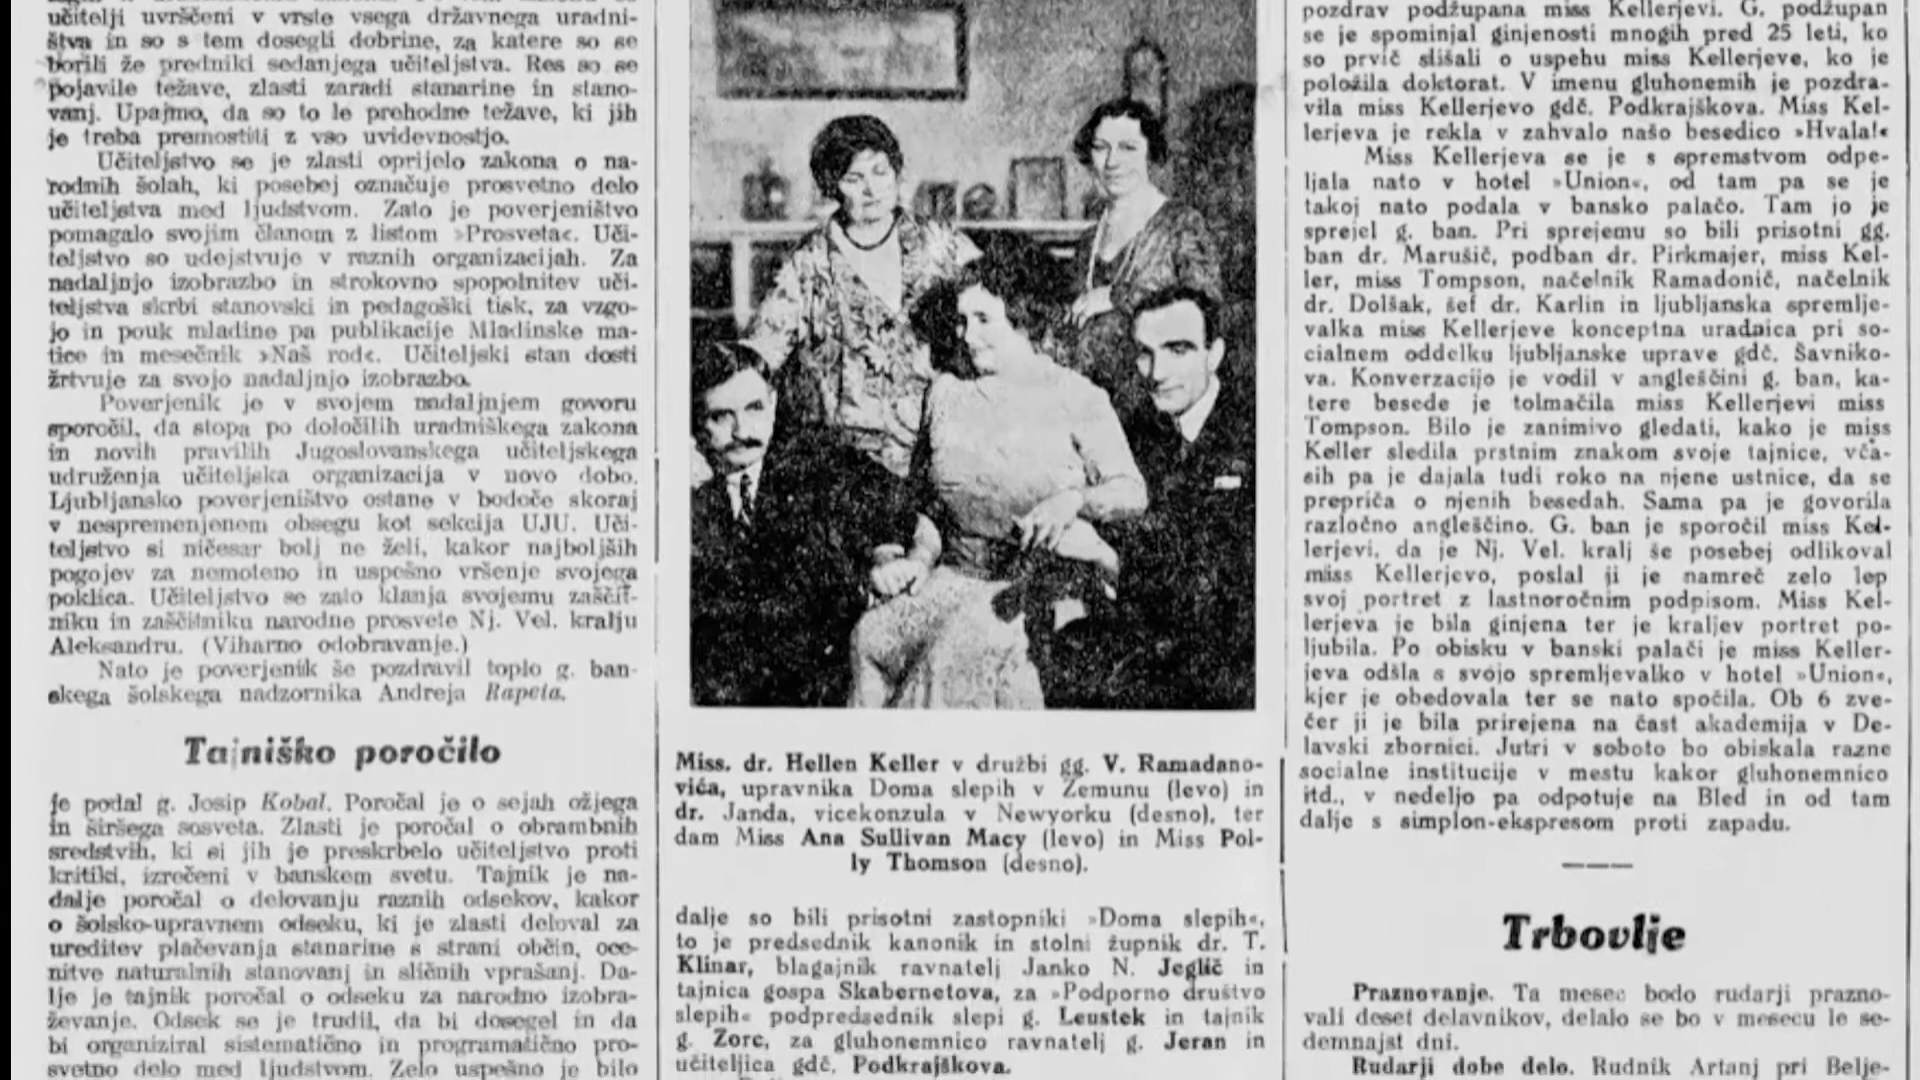 učitelji uvrščeni v vrste vsega državnega uradni-
štva in so s tem dosegli dobrine, za katere so se
borili že predniki sedanjega učiteljstva. Res so se
pojavile težave, zlasti zaradi stanarine in stano-
vanj. Upajmo, da so to le prehodne težave, ki jih
je treba premostiti z vso uvidevnostjo.
Učiteljstvo se je zlasti oprijelo zakona o na-
rodnih šolah, ki posebej označuje prosvetno delo
učiteljstva med ljudstvom. Zato je poverjeništvo
pomagalo svojim članom z listom »Prosveta«. Uči-
teljstvo so udejstvuje v raznih organizacijah. Za
nadaljnjo izobrazbo in strokovno spopolnitev uči-
teljstva skrbi stanovski in pedagoški tisk, za vzgo-
jo in pouk mladine pa publikacije Mladinske ma-
tice in mesečnik »Naš rod«. Učiteljski stan dosti
žrtvuje za svojo nadaljnjo izobrazbo.
Poverjenik je v svojem nadaljnjem govoru
sporočil, da stopa po določilih uradniškega zakona
in novih pravilih Jugoslovanskega učiteljskega
udruženja učiteljska organizacija v novo dobo.
Ljubljansko poverjeništvo ostane v bodoče skoraj
v nespremenjenem obsegu kot sekcija UJU. Uči-
teljstvo si ničesar bolj ne želi, kakor najboljših
pogojev za nemoteno in uspešno vršenje svojega
poklica. Učiteljstvo se zato klanja svojemu zaščit-
niku in zaščitniku narodne prosvete Nj. Vel. kralju
Aleksandru. (Viharno odobravanje.)
Nato je poverjenik še pozdravil toplo g. ban-
skega šolskega nadzornika Andreja Rapeta.
Tajniško poročilo
je podal g. Josip Kobal. Poročal je o sejah ožjega
in širšega sosveta. Zlasti je poročal o obrambnih
sredstvih, ki si jih je preskrbelo učiteljstvo proti
kritiki, izrečeni v banskem svetu. Tajnik je na-
dalje poročal o delovanju raznih odsekov, kakor
o šolsko-upravnem odseku, ki je zlasti deloval za
ureditev plačevanja stanarine s strani občin, oce-
nitve naturalnih stanovanj in sličnih vprašanj. Da-
lje je tajnik poročal o odseku za narodno izobra-
ževanje. Odsek se je trudil, da bi dosegel in da
bi organiziral sistematično in programatično pro-
svetno delo med ljudstvom. Zelo uspešno je bilo
Miss. dr. Hellen Keller v družbi gg. V. Ramadano-
vića, upravnika Doma slepih v Zemunu (levo) in
dr. Janda, vicekonzula v Newyorku (desno), ter
dam Miss Ana Sullivan Macy (levo) in Miss Pol-
ly Thomson (desno).
dalje so bili prisotni zastopniki »Doma slepih«,
to je predsednik kanonik in stolni župnik dr. T.
Klinar, blagajnik ravnatelj Janko N. Jeglič in
tajnica gospa Skabernetova, za »Podporno društvo
slepih« podpredsednik slepi g. Leustek in tajnik
g. Zorc, za gluhonemnico ravnatelj g. Jeran in
učiteljica gdč. Podkrajškova.
pozdrav podžupana miss Kellerjevi. G. podžupan
se je spominjal ginjenosti mnogih pred 25 leti, ko
so prvič slišali o uspehu miss Kellerjeve, ko je
položila doktorat. V imenu gluhonemih je pozdra-
vila miss Kellerjevo gdč. Podkrajškova. Miss Kel-
lerjeva je rekla v zahvalo našo besedico »Hvala!«
Miss Kellerjeva se je s spremstvom odpe-
ljala nato v hotel »Union«, od tam pa se je
takoj nato podala v bansko palačo. Tam jo je
sprejel g. ban. Pri sprejemu so bili prisotni gg.
ban dr. Marušič, podban dr. Pirkmajer, miss Kel-
ler, miss Tompson, načelnik Ramadonič, načelnik
dr. Dolšak, šef dr. Karlin in ljubljanska spremlje-
valka miss Kellerjeve konceptna uradnica pri so-
cialnem oddelku ljubljanske uprave gdč. Šavniko-
va. Konverzacijo je vodil v angleščini g. ban, ka-
tere besede je tolmačila miss Kellerjevi miss
Tompson. Bilo je zanimivo gledati, kako je miss
Keller sledila prstnim znakom svoje tajnice, vča-
sih pa je dajala tudi roko na njene ustnice, da se
prepriča o njenih besedah. Sama pa je govorila
razločno angleščino. G. ban je sporočil miss Kel-
lerjevi, da je Nj. Vel. kralj še posebej odlikoval
miss Kellerjevo, poslal ji je namreč zelo lep
svoj portret z lastnoročnim podpisom. Miss Kel-
lerjeva je bila ginjena ter je kraljev portret po-
ljubila. Po obisku v banski palači je miss Keller-
jeva odšla s svojo spremljevalko v hotel »Union«,
kjer je obedovala ter se nato spočila. Ob 6 zve-
čer ji je bila prirejena na čast akademija v De-
lavski zbornici. Jutri v soboto bo obiskala razne
socialne institucije v mestu kakor gluhonemnico
itd., v nedeljo pa odpotuje na Bled in od tam
dalje s simplon-ekspresom proti zapadu.
Trbovlje
Praznovanje. Ta mesec bodo rudarji prazno-
vali deset delavnikov, delalo se bo v mesecu le se-
demnajst dni.
Rudarji dobe delo. Rudnik Artanj pri Belje-